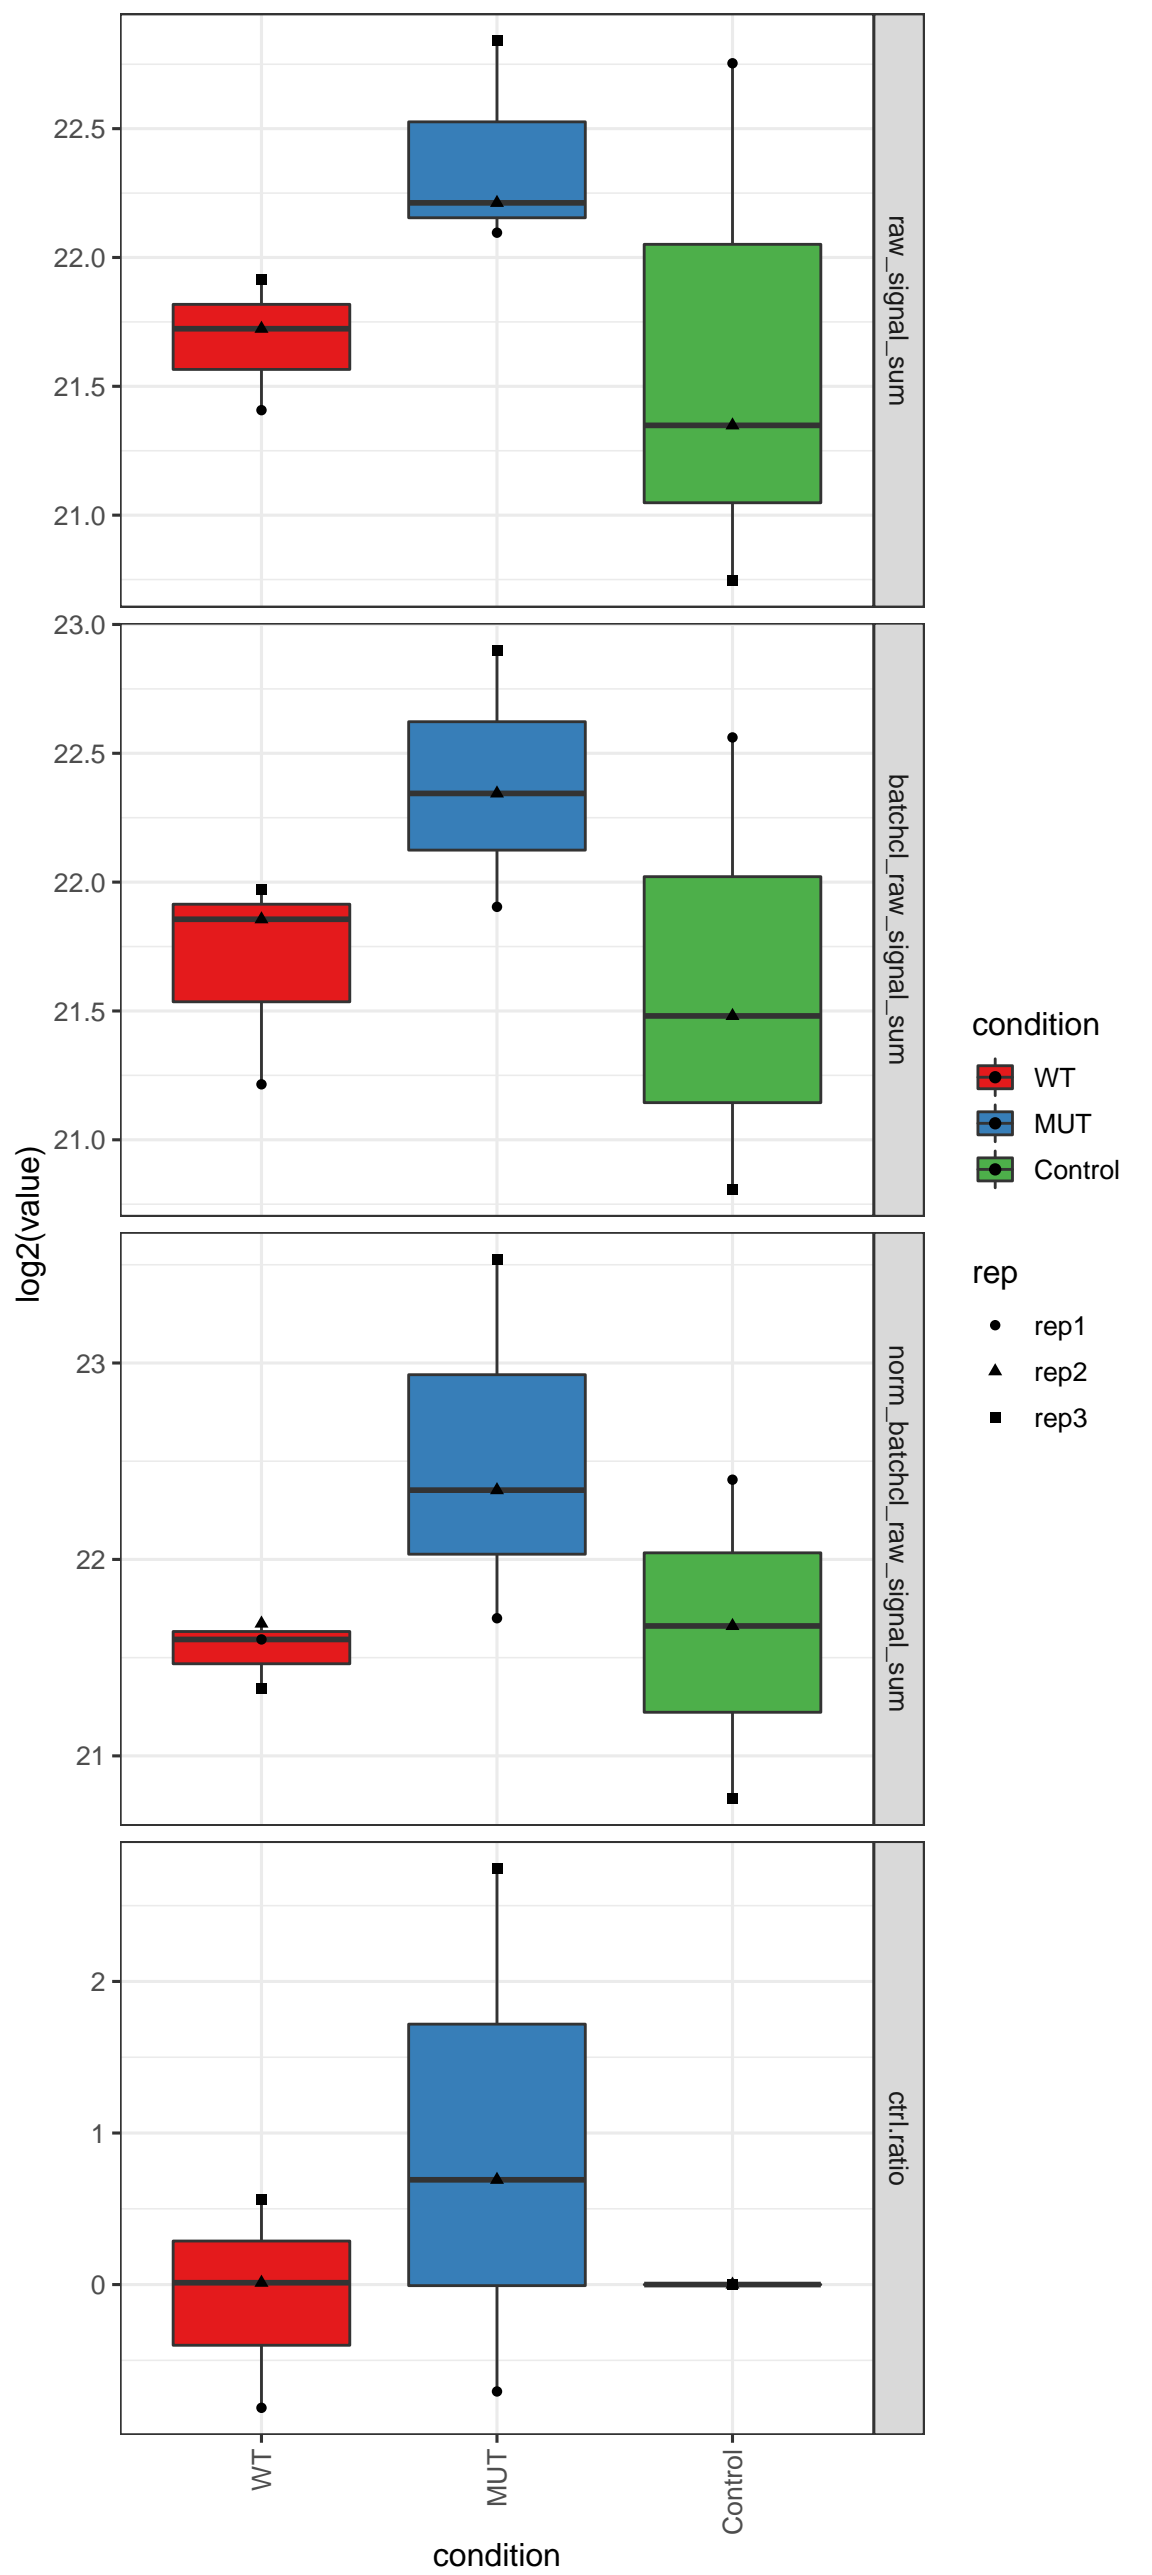 22.5
22.0
21.5
21.0
raw_signal_sum
23.0
22.5
22.0
21.5
21.0
batchcl_raw_signal_sum
23
22
21
norm_batchcl_raw_signal_sum
2
1
0
ctrl.ratio
WT
MUT
Control
condition
log2(value)
condition
WT
MUT
Control
rep
rep1
rep2
rep3